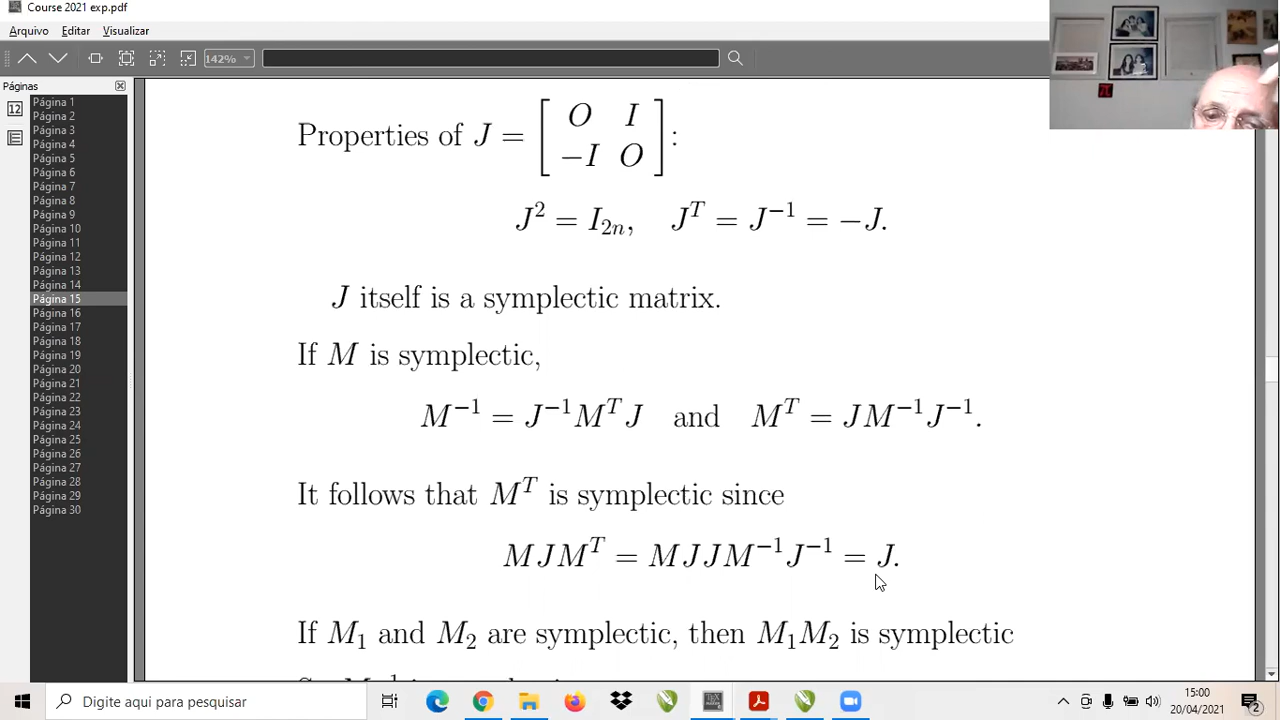 Course 2021 exp.pdf
Arquivo Editar Visualizar
142%
Páginas
12
Página 1
Página 2
Página 3
Página 4
Página 5
Página 6
Página 7
Página 8
Página 9
Página 10
Página 11
Página 12
Página 13
Página 14
Página 15
Página 16
Página 17
Página 18
Página 19
Página 20
Página 21
Página 22
Página 23
Página 24
Página 25
Página 26
Página 27
Página 28
Página 29
Página 30
Properties of J = [ O I
−I O ] :
J² = I₂ₙ, Jᵀ = J⁻¹ = −J.
J itself is a symplectic matrix.
If M is symplectic,
M⁻¹ = J⁻¹MᵀJ and Mᵀ = JM⁻¹J⁻¹.
It follows that Mᵀ is symplectic since
MJMᵀ = MJJM⁻¹J⁻¹ = J.
If M₁ and M₂ are symplectic, then M₁M₂ is symplectic
Digite aqui para pesquisar
15:00
20/04/2021
2